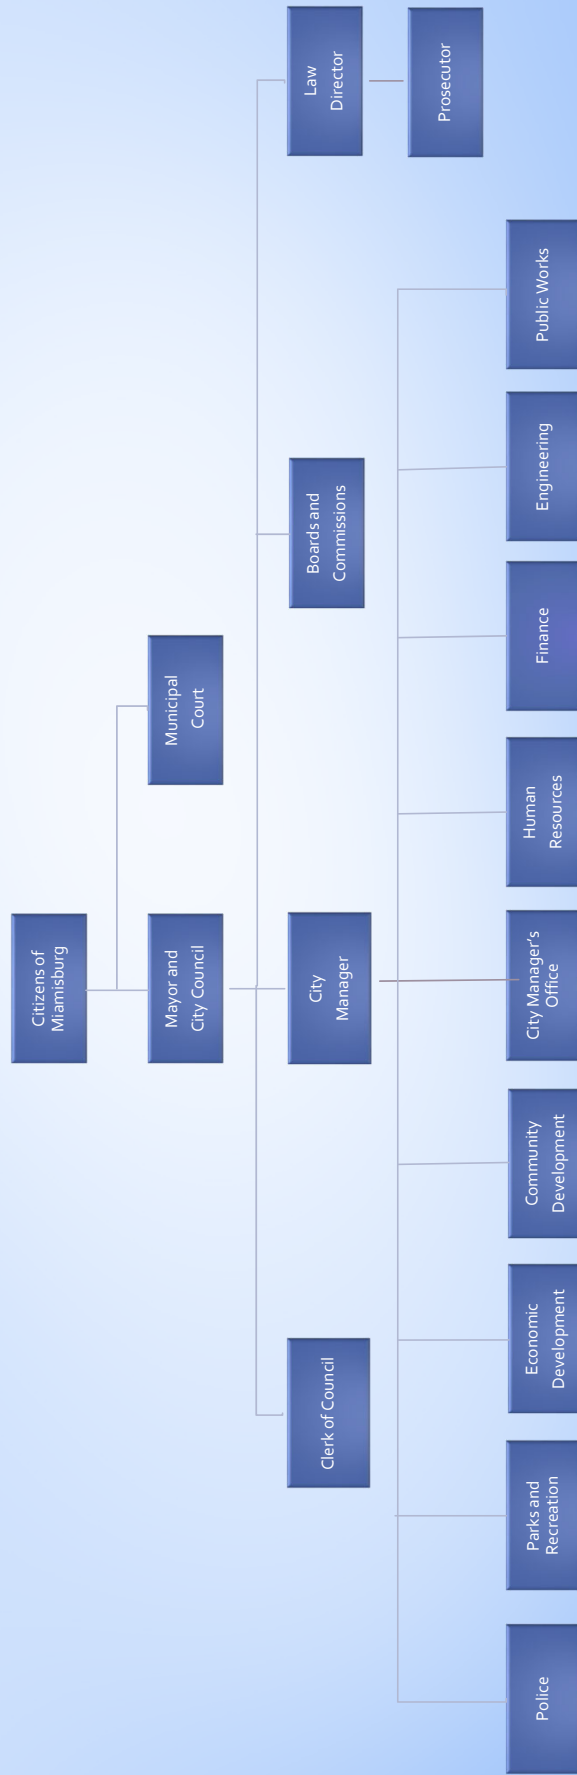 Citizens of
Miamisburg
Mayor and
City Council
Municipal
Court
Clerk of Council
City
Manager
Boards and
Commissions
Law
Director
Prosecutor
Police
Parks and
Recreation
Economic
Development
Community
Development
City Manager’s
Office
Human
Resources
Finance
Engineering
Public Works